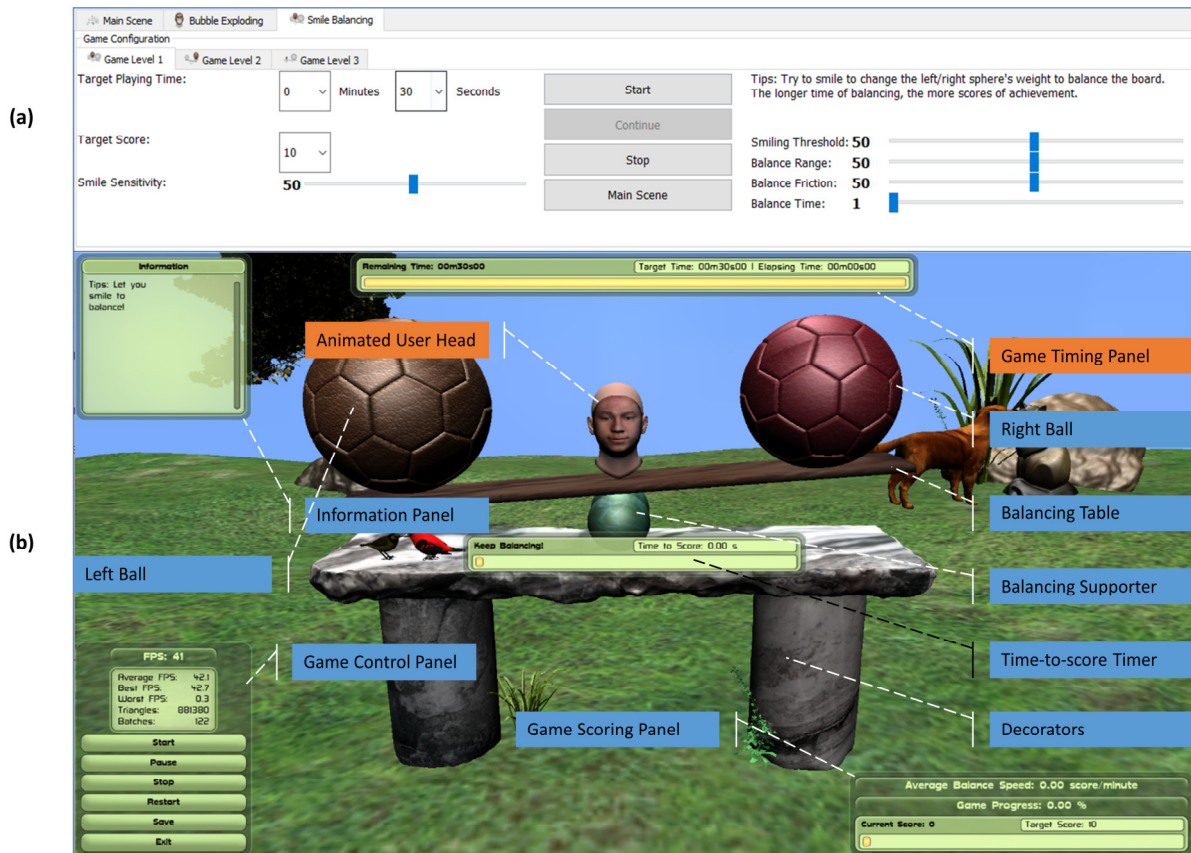 (a)
Main Scene
Bubble Exploding
Smile Balancing
Game Configuration
Game Level 1
Game Level 2
Game Level 3
Target Playing Time:
0
Minutes
30
Seconds
Target Score:
10
Smile Sensitivity:
50
Start
Continue
Stop
Main Scene
Tips: Try to smile to change the left/right sphere's weight to balance the board.
The longer time of balancing, the more scores of achievement.
Smiling Threshold: 50
Balance Range: 50
Balance Friction: 50
Balance Time: 1
(b)
Information
Tips: Let you
smile to
balance!
Remaining Time: 00m30s00
Target Time: 00m30s00 | Elapsing Time: 00m00s00
Animated User Head
Game Timing Panel
Right Ball
Information Panel
Balancing Table
Keep Balancing!
Time to Score: 0.00 s
Left Ball
Balancing Supporter
Game Control Panel
Time-to-score Timer
Game Scoring Panel
Decorators
FPS: 41
Average FPS: 42.1
Best FPS: 42.7
Worst FPS: 0.3
Triangles: 881380
Batches: 122
Start
Pause
Stop
Restart
Save
Exit
Average Balance Speed: 0.00 score/minute
Game Progress: 0.00 %
Current Score: 0
Target Score: 10